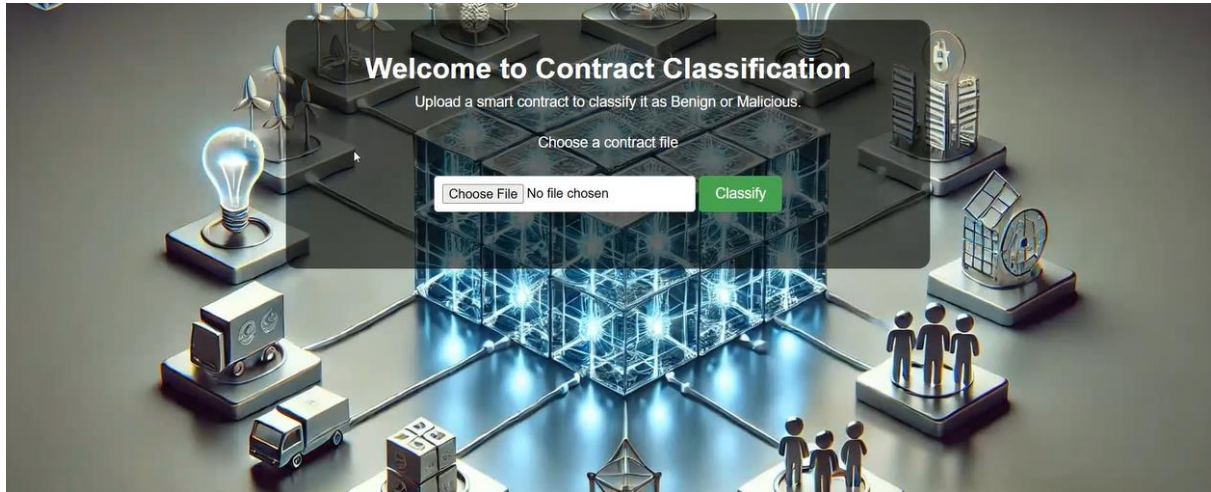 Welcome to Contract Classification
Upload a smart contract to classify it as Benign or Malicious.
Choose a contract file
Choose File No file chosen Classify